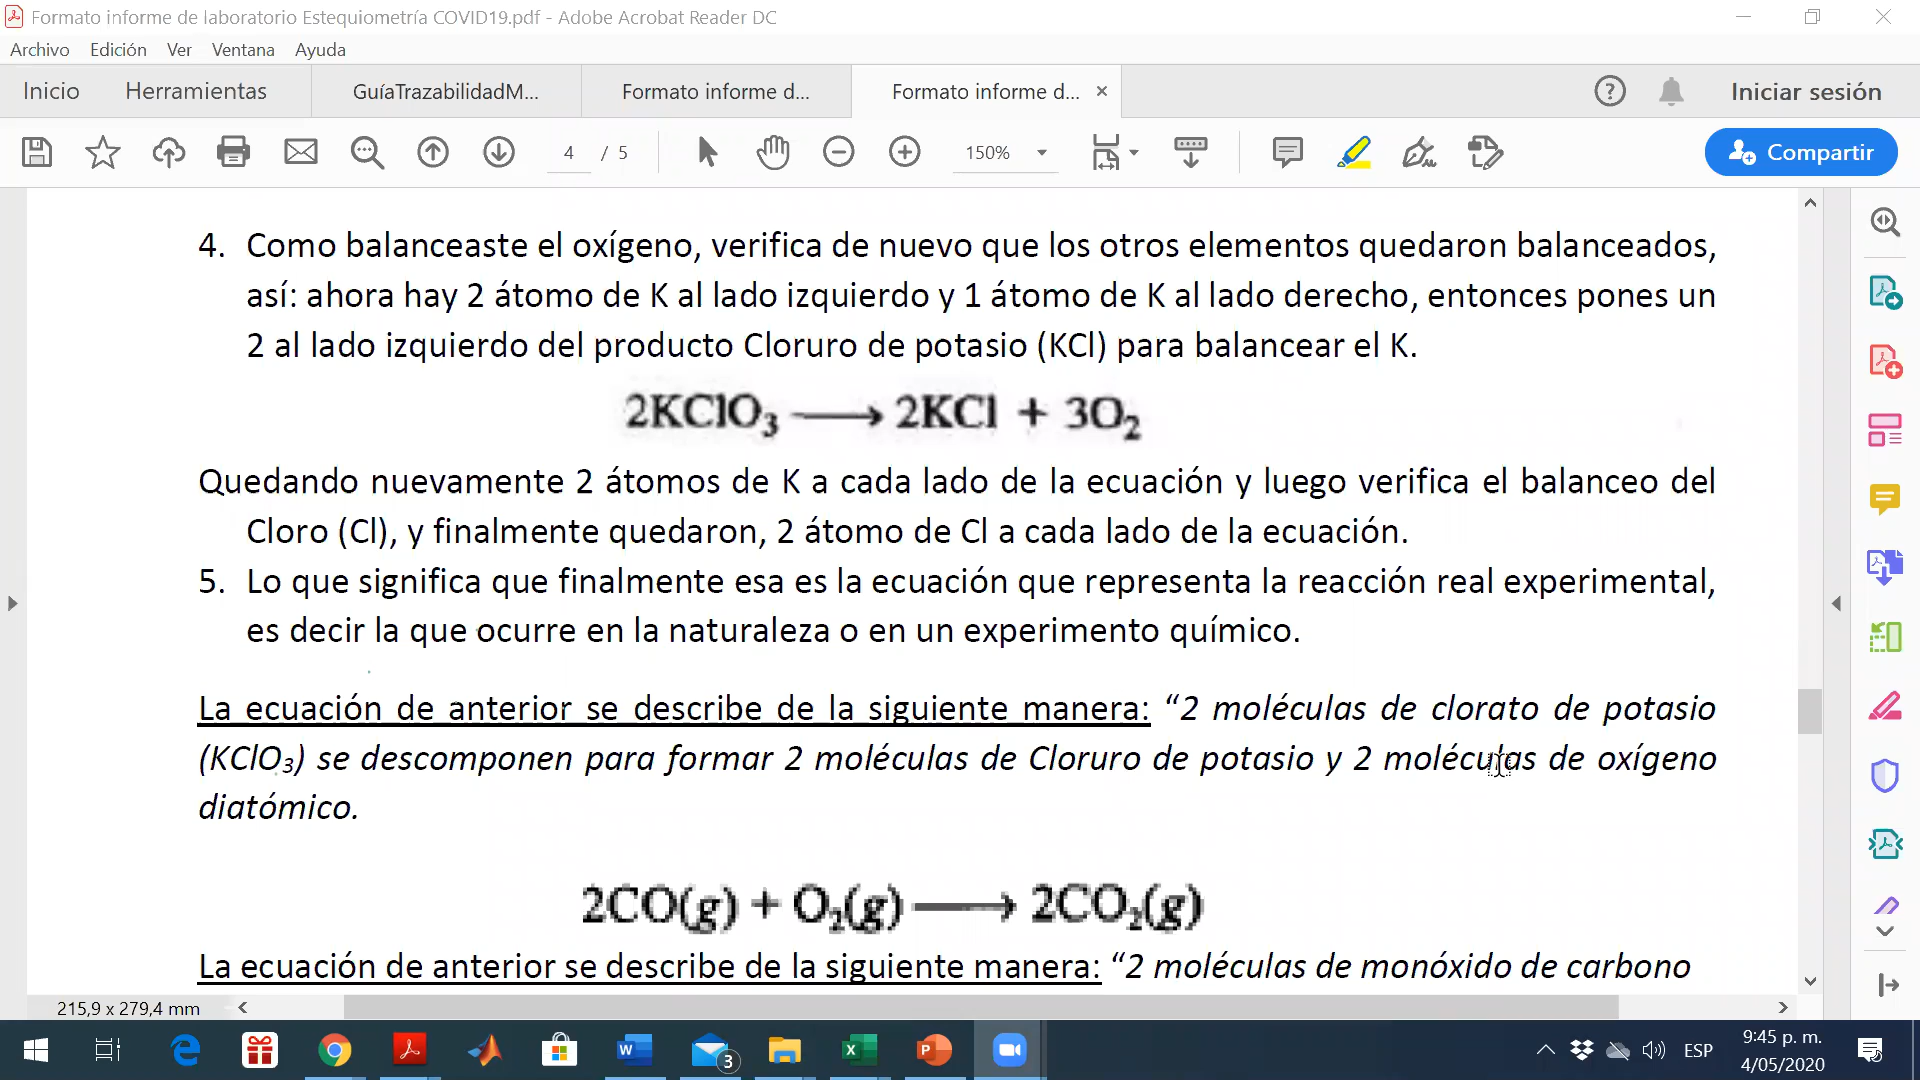 Formato informe de laboratorio Estequiometría COVID19.pdf - Adobe Acrobat Reader DC
Archivo Edición Ver Ventana Ayuda
Inicio Herramientas GuíaTrazabilidadM... Formato informe d... Formato informe d... × Iniciar sesión
4 / 5 150% Compartir
4. Como balanceaste el oxígeno, verifica de nuevo que los otros elementos quedaron balanceados,
así: ahora hay 2 átomo de K al lado izquierdo y 1 átomo de K al lado derecho, entonces pones un
2 al lado izquierdo del producto Cloruro de potasio (KCl) para balancear el K.
2KClO₃ ⟶ 2KCl + 3O₂
Quedando nuevamente 2 átomos de K a cada lado de la ecuación y luego verifica el balanceo del
Cloro (Cl), y finalmente quedaron, 2 átomo de Cl a cada lado de la ecuación.
5. Lo que significa que finalmente esa es la ecuación que representa la reacción real experimental,
es decir la que ocurre en la naturaleza o en un experimento químico.
La ecuación de anterior se describe de la siguiente manera: “2 moléculas de clorato de potasio
(KClO₃) se descomponen para formar 2 moléculas de Cloruro de potasio y 2 moléculas de oxígeno
diatómico.
2CO(g) + O₂(g) ⟶ 2CO₂(g)
La ecuación de anterior se describe de la siguiente manera: “2 moléculas de monóxido de carbono
215,9 x 279,4 mm
3 ESP 9:45 p. m.
4/05/2020